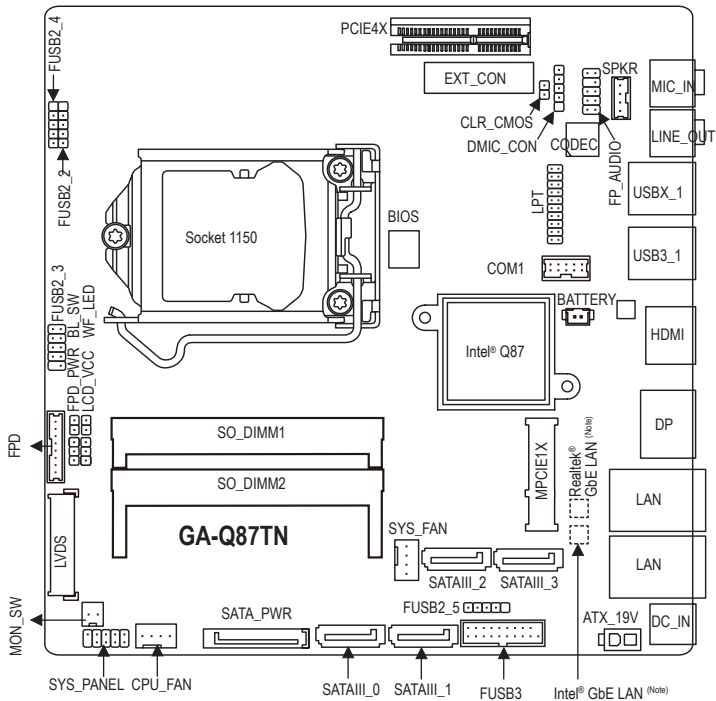 FUSB2_4
PCIE4X
EXT_CON
SPKR
MIC_IN
CLR_CMOS
DMIC_CON
CODEC
LINE_OUT
FUSB2_2
FP_AUDIO
LPT
USBX_1
Socket 1150
BIOS
USB3_1
COM1
FUSB2_3
BL_SW
WF_LED
BATTERY
HDMI
Intel® Q87
FPD_PWR
LCD_VCC
FPD
SO_DIMM1
DP
MPCIE1X
Realtek®
GbE LAN (Note)
SO_DIMM2
LAN
GA-Q87TN
SYS_FAN
LVDS
SATAIII_2
SATAIII_3
LAN
MON_SW
SATA_PWR
FUSB2_5
ATX_19V
DC_IN
SYS_PANEL
CPU_FAN
SATAIII_0
SATAIII_1
FUSB3
Intel® GbE LAN (Note)